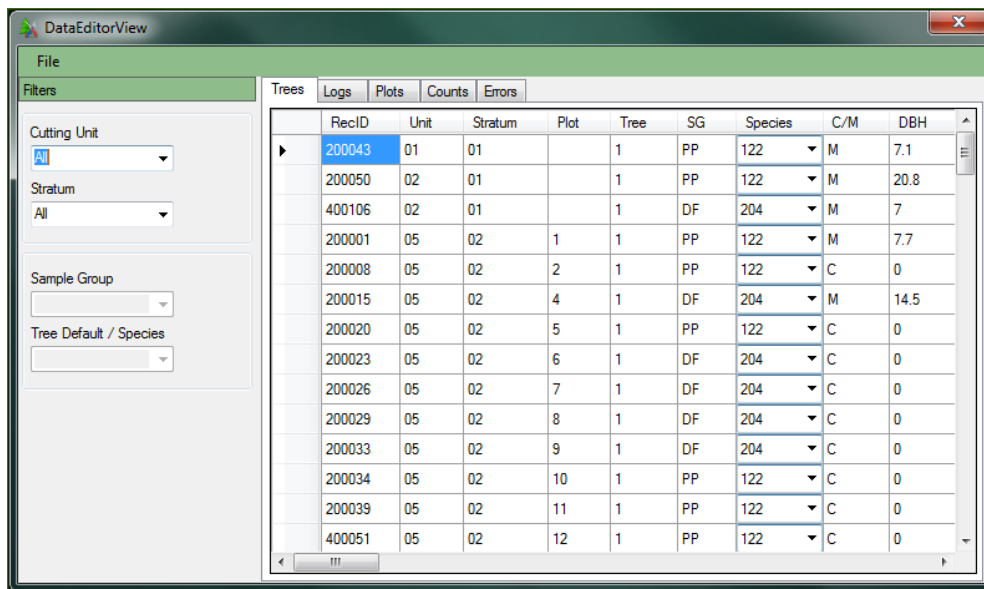 DataEditorView
File
Filters
Cutting Unit
All
Stratum
All
Sample Group
Tree Default / Species
Trees Logs Plots Counts Errors
RecID Unit Stratum Plot Tree SG Species C/M DBH
200043 01 01 1 PP 122 M 7.1
200050 02 01 1 PP 122 M 20.8
400106 02 01 1 DF 204 M 7
200001 05 02 1 1 PP 122 M 7.7
200008 05 02 2 1 PP 122 C 0
200015 05 02 4 1 DF 204 M 14.5
200020 05 02 5 1 PP 122 C 0
200023 05 02 6 1 DF 204 C 0
200026 05 02 7 1 DF 204 C 0
200029 05 02 8 1 DF 204 C 0
200033 05 02 9 1 DF 204 C 0
200034 05 02 10 1 PP 122 C 0
200039 05 02 11 1 PP 122 C 0
400051 05 02 12 1 PP 122 C 0